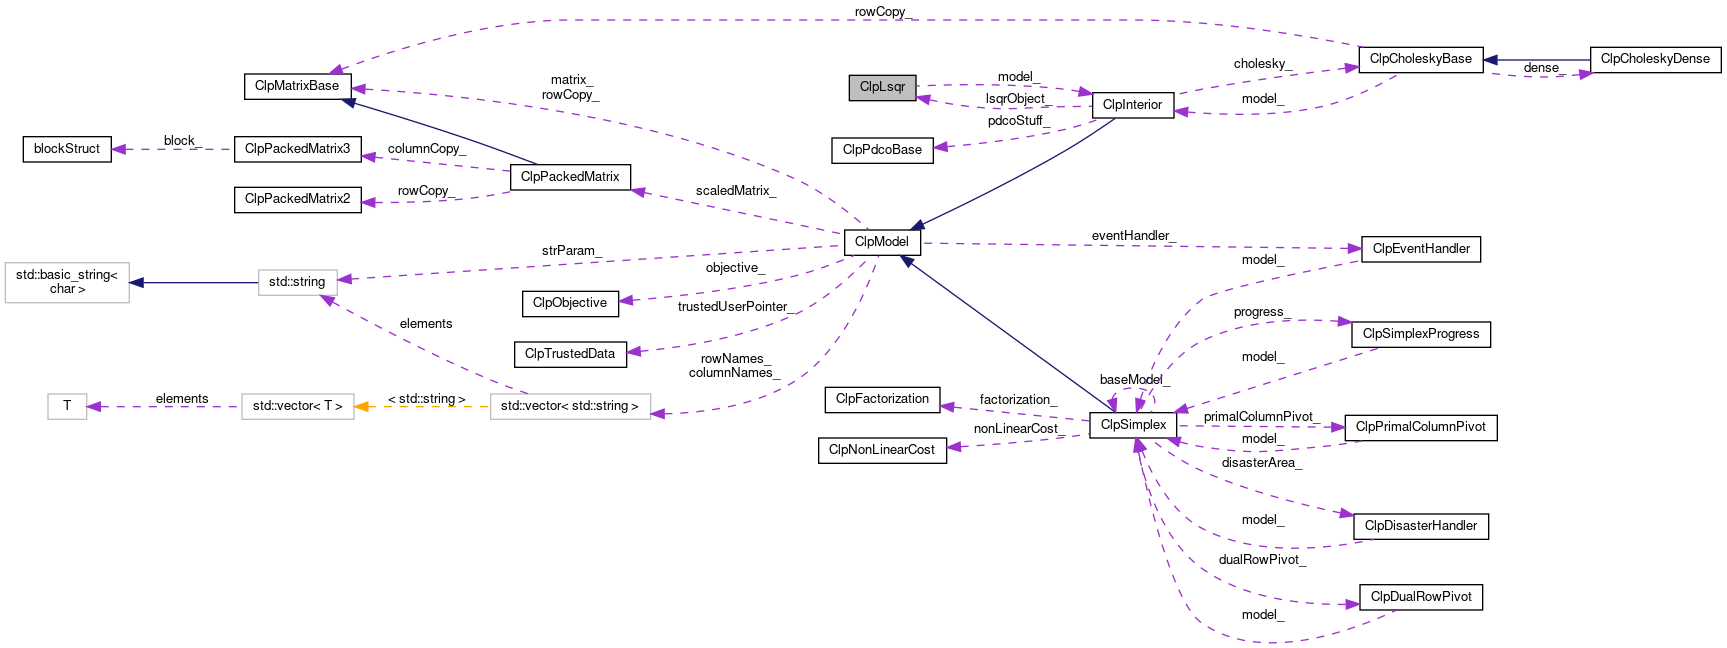 rowCopy_
ClpCholeskyBase
ClpCholeskyDense
dense_
cholesky_
model_
ClpMatrixBase
matrix_
rowCopy_
ClpLsqr
model_
lsqrObject_
ClpInterior
pdcoStuff_
ClpPdcoBase
blockStruct
block_
ClpPackedMatrix3
columnCopy_
ClpPackedMatrix
ClpPackedMatrix2
rowCopy_
scaledMatrix_
ClpModel
eventHandler_
ClpEventHandler
model_
strParam_
std::basic_string<
char >
std::string
objective_
ClpObjective
trustedUserPointer_
ClpTrustedData
elements
rowNames_
columnNames_
progress_
ClpSimplexProgress
model_
baseModel_
T
elements
std::vector< T >
< std::string >
std::vector< std::string >
ClpFactorization
factorization_
ClpSimplex
primalColumnPivot_
ClpPrimalColumnPivot
model_
nonLinearCost_
ClpNonLinearCost
disasterArea_
ClpDisasterHandler
model_
dualRowPivot_
ClpDualRowPivot
model_